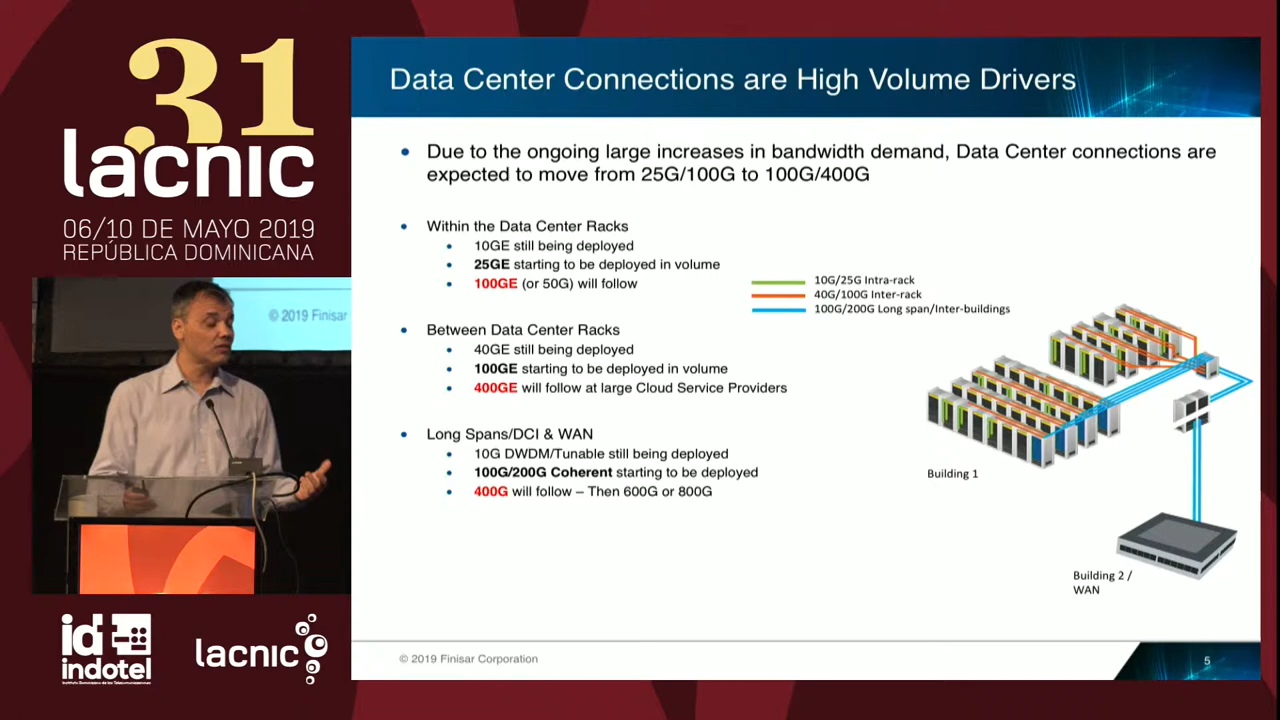 31
lacnic
06/10 DE MAYO 2019
REPÚBLICA DOMINICANA
© 2019 Finisar
id
indotel
Instituto Dominicano de las Telecomunicaciones
lacnic
Data Center Connections are High Volume Drivers
• Due to the ongoing large increases in bandwidth demand, Data Center connections are
expected to move from 25G/100G to 100G/400G
• Within the Data Center Racks
• 10GE still being deployed
• 25GE starting to be deployed in volume
• 100GE (or 50G) will follow
• Between Data Center Racks
• 40GE still being deployed
• 100GE starting to be deployed in volume
• 400GE will follow at large Cloud Service Providers
• Long Spans/DCI & WAN
• 10G DWDM/Tunable still being deployed
• 100G/200G Coherent starting to be deployed
• 400G will follow – Then 600G or 800G
10G/25G Intra-rack
40G/100G Inter-rack
100G/200G Long span/Inter-buildings
Building 1
Building 2 /
WAN
© 2019 Finisar Corporation
5